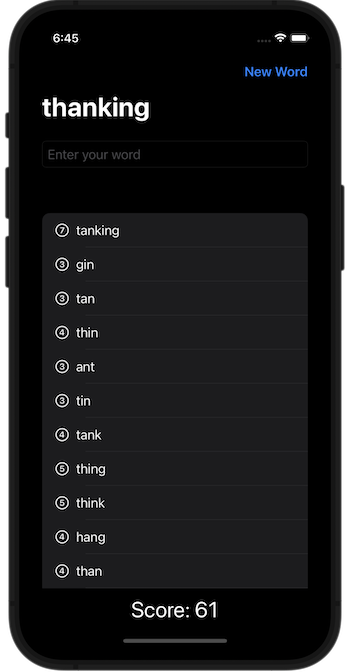 6:45
New Word
thanking
Enter your word
7 tanking
3 gin
3 tan
4 thin
3 ant
3 tin
4 tank
5 thing
5 think
4 hang
4 than
Score: 61